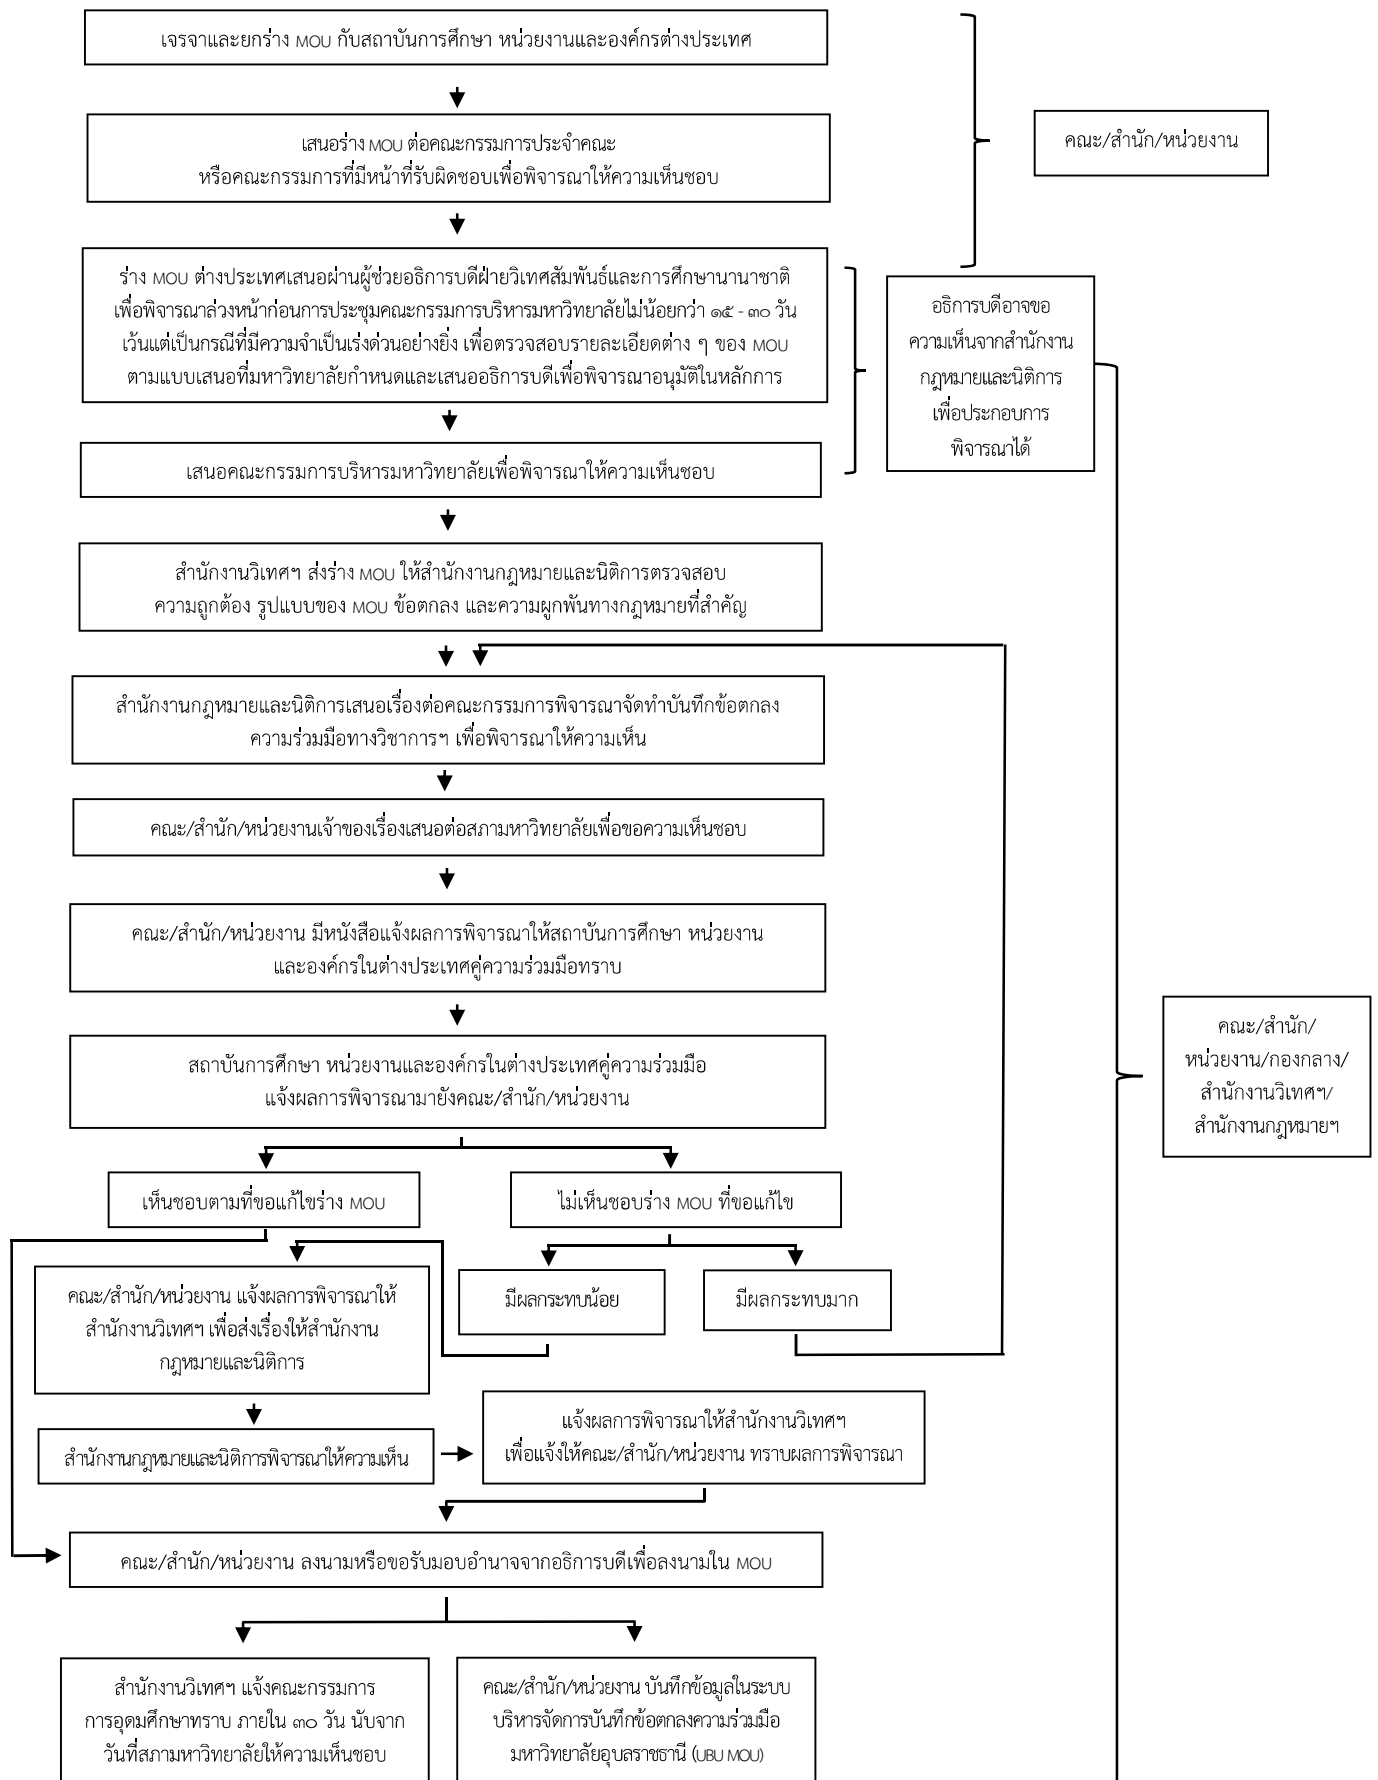 เจรจาและยกร่าง MOU กับสถาบันการศึกษา หน่วยงานและองค์กรต่างประเทศ
คณะ/สำนัก/หน่วยงาน
เสนอร่าง MOU ต่อคณะกรรมการประจำคณะ
หรือคณะกรรมการที่มีหน้าที่รับผิดชอบเพื่อพิจารณาให้ความเห็นชอบ
ร่าง MOU ต่างประเทศเสนอผ่านผู้ช่วยอธิการบดีฝ่ายวิเทศสัมพันธ์และการศึกษานานาชาติ
เพื่อพิจารณาล่วงหน้าก่อนการประชุมคณะกรรมการบริหารมหาวิทยาลัยไม่น้อยกว่า ๑๕ - ๓๐ วัน
เว้นแต่เป็นกรณีที่มีความจำเป็นเร่งด่วนอย่างยิ่ง เพื่อตรวจสอบรายละเอียดต่าง ๆ ของ MOU
ตามแบบเสนอที่มหาวิทยาลัยกำหนดและเสนออธิการบดีเพื่อพิจารณาอนุมัติในหลักการ
อธิการบดีอาจขอ
ความเห็นจากสำนักงาน
กฎหมายและนิติการ
เพื่อประกอบการ
พิจารณาได้
เสนอคณะกรรมการบริหารมหาวิทยาลัยเพื่อพิจารณาให้ความเห็นชอบ
สำนักงานวิเทศฯ ส่งร่าง MOU ให้สำนักงานกฎหมายและนิติการตรวจสอบ
ความถูกต้อง รูปแบบของ MOU ข้อตกลง และความผูกพันทางกฎหมายที่สำคัญ
สำนักงานกฎหมายและนิติการเสนอเรื่องต่อคณะกรรมการพิจารณาจัดทำบันทึกข้อตกลง
ความร่วมมือทางวิชาการฯ เพื่อพิจารณาให้ความเห็น
คณะ/สำนัก/หน่วยงานเจ้าของเรื่องเสนอต่อสภามหาวิทยาลัยเพื่อขอความเห็นชอบ
คณะ/สำนัก/หน่วยงาน มีหนังสือแจ้งผลการพิจารณาให้สถาบันการศึกษา หน่วยงาน
และองค์กรในต่างประเทศคู่ความร่วมมือทราบ
คณะ/สำนัก/
หน่วยงาน/กองกลาง/
สำนักงานวิเทศฯ/
สำนักงานกฎหมายฯ
สถาบันการศึกษา หน่วยงานและองค์กรในต่างประเทศคู่ความร่วมมือ
แจ้งผลการพิจารณามายังคณะ/สำนัก/หน่วยงาน
เห็นชอบตามที่ขอแก้ไขร่าง MOU
ไม่เห็นชอบร่าง MOU ที่ขอแก้ไข
คณะ/สำนัก/หน่วยงาน แจ้งผลการพิจารณาให้
สำนักงานวิเทศฯ เพื่อส่งเรื่องให้สำนักงาน
กฎหมายและนิติการ
มีผลกระทบน้อย
มีผลกระทบมาก
สำนักงานกฎหมายและนิติการพิจารณาให้ความเห็น
แจ้งผลการพิจารณาให้สำนักงานวิเทศฯ
เพื่อแจ้งให้คณะ/สำนัก/หน่วยงาน ทราบผลการพิจารณา
คณะ/สำนัก/หน่วยงาน ลงนามหรือขอรับมอบอำนาจจากอธิการบดีเพื่อลงนามใน MOU
สำนักงานวิเทศฯ แจ้งคณะกรรมการ
การอุดมศึกษาทราบ ภายใน ๓๐ วัน นับจาก
วันที่สภามหาวิทยาลัยให้ความเห็นชอบ
คณะ/สำนัก/หน่วยงาน บันทึกข้อมูลในระบบ
บริหารจัดการบันทึกข้อตกลงความร่วมมือ
มหาวิทยาลัยอุบลราชธานี (UBU MOU)